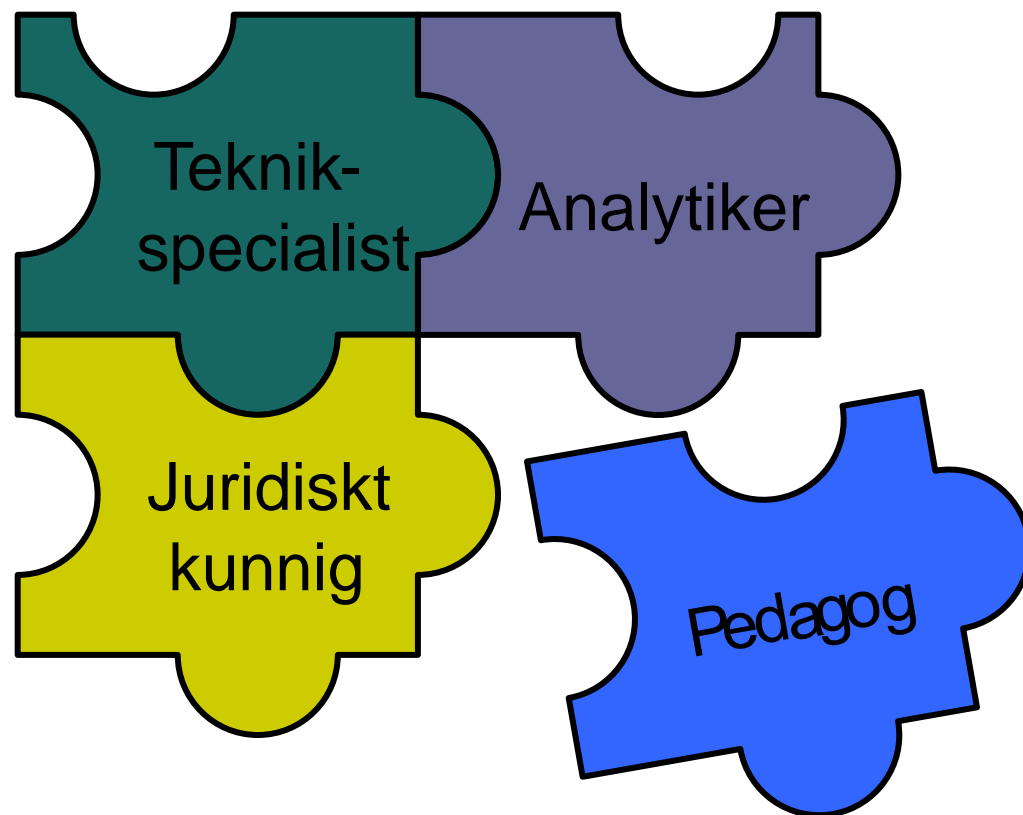 Teknik-
specialist
Analytiker
Juridiskt
kunnig
Pedagog